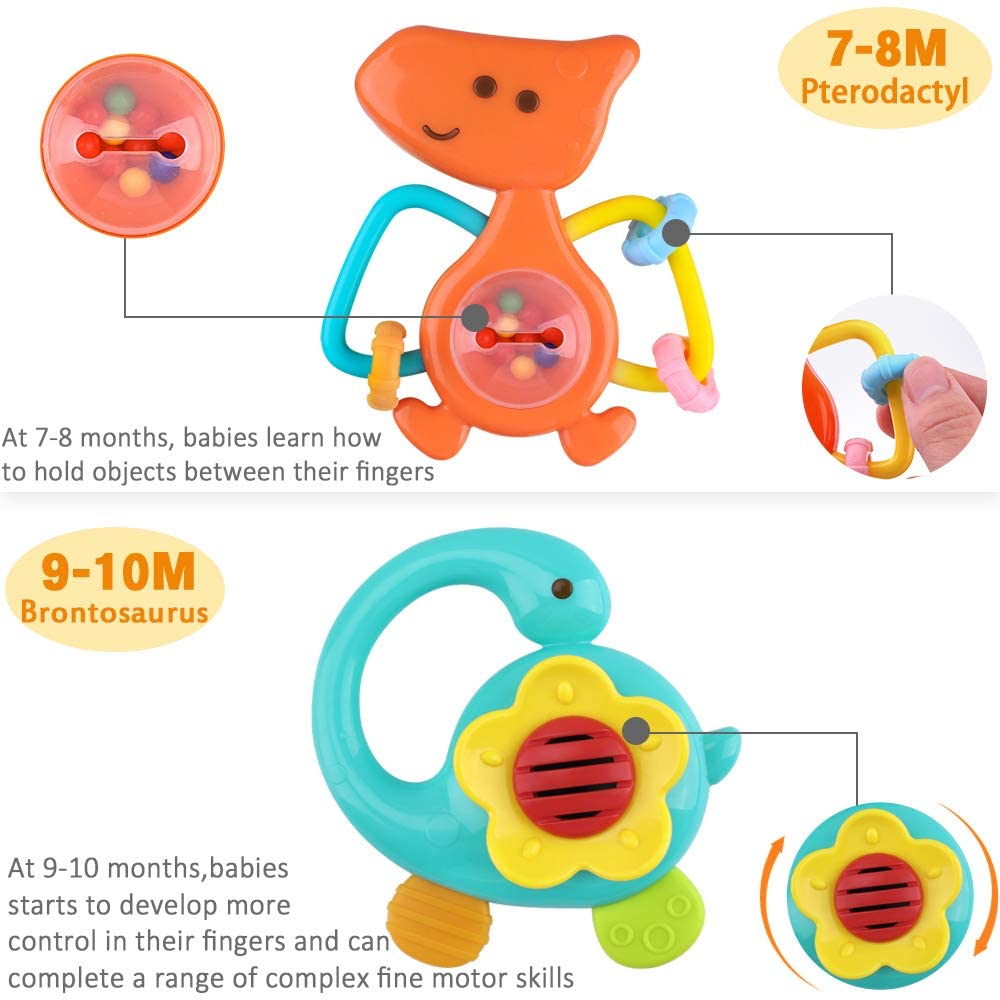 7-8M
Pterodactyl
At 7-8 months, babies learn how
to hold objects between their fingers
9-10M
Brontosaurus
At 9-10 months,babies
starts to develop more
control in their fingers and can
complete a range of complex fine motor skills